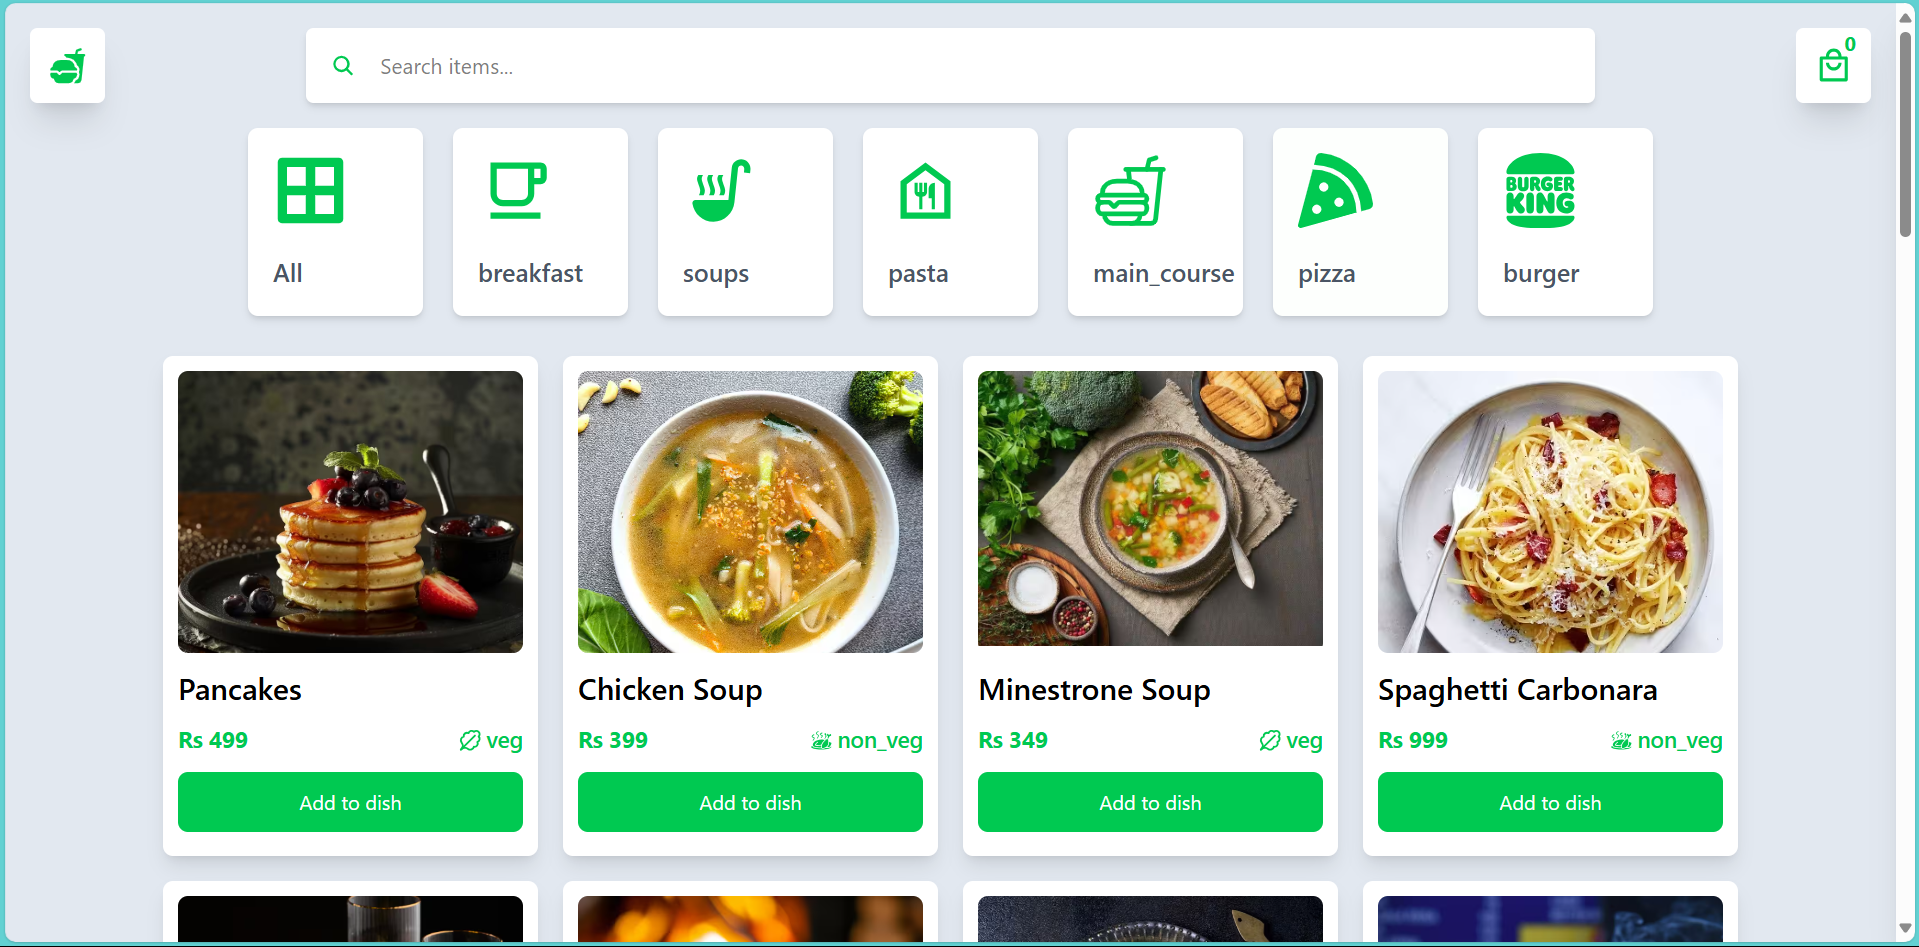 Search items...
0
All
breakfast
soups
pasta
main_course
pizza
BURGER
KING
burger
Pancakes
Rs 499
veg
Add to dish
Chicken Soup
Rs 399
non_veg
Add to dish
Minestrone Soup
Rs 349
veg
Add to dish
Spaghetti Carbonara
Rs 999
non_veg
Add to dish